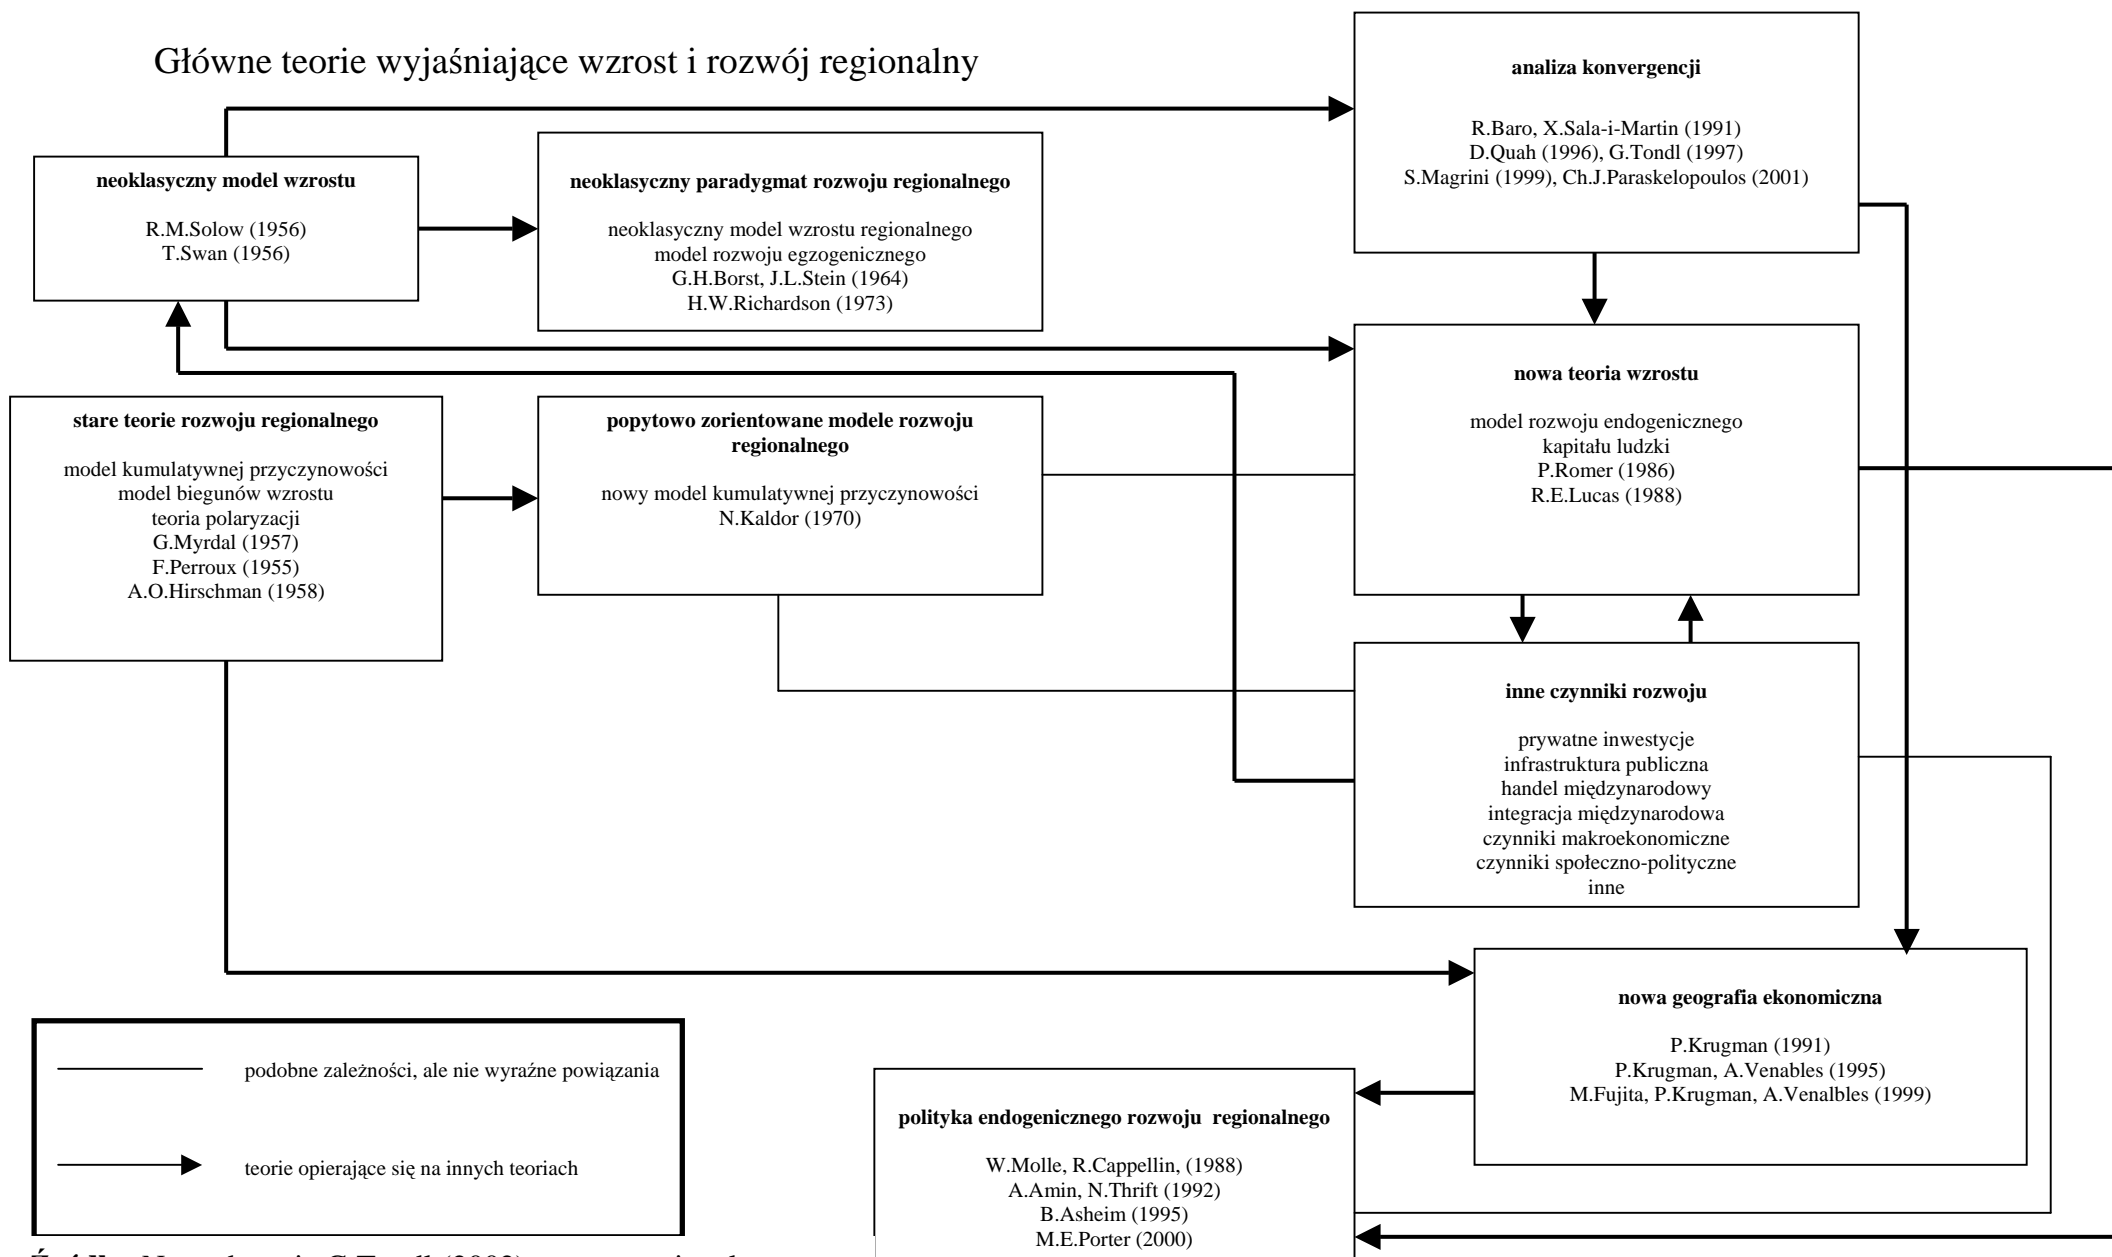 Główne teorie wyjaśniające wzrost i rozwój regionalny
analiza konvergencji
R.Baro, X.Sala-i-Martin (1991)
D.Quah (1996), G.Tondl (1997)
S.Magrini (1999), Ch.J.Paraskelopoulos (2001)
neoklasyczny model wzrostu
R.M.Solow (1956)
T.Swan (1956)
neoklasyczny paradygmat rozwoju regionalnego
neoklasyczny model wzrostu regionalnego
model rozwoju egzogenicznego
G.H.Borst, J.L.Stein (1964)
H.W.Richardson (1973)
nowa teoria wzrostu
model rozwoju endogenicznego
kapitału ludzki
P.Romer (1986)
R.E.Lucas (1988)
stare teorie rozwoju regionalnego
model kumulatywnej przyczynowości
model biegunów wzrostu
teoria polaryzacji
G.Myrdal (1957)
F.Perroux (1955)
A.O.Hirschman (1958)
popytowo zorientowane modele rozwoju
regionalnego
nowy model kumulatywnej przyczynowości
N.Kaldor (1970)
inne czynniki rozwoju
prywatne inwestycje
infrastruktura publiczna
handel międzynarodowy
integracja międzynarodowa
czynniki makroekonomiczne
czynniki społeczno-polityczne
inne
nowa geografia ekonomiczna
P.Krugman (1991)
P.Krugman, A.Venables (1995)
M.Fujita, P.Krugman, A.Venalbles (1999)
podobne zależności, ale nie wyraźne powiązania
teorie opierające się na innych teoriach
polityka endogenicznego rozwoju regionalnego
W.Molle, R.Cappellin, (1988)
A.Amin, N.Thrift (1992)
B.Asheim (1995)
M.E.Porter (2000)